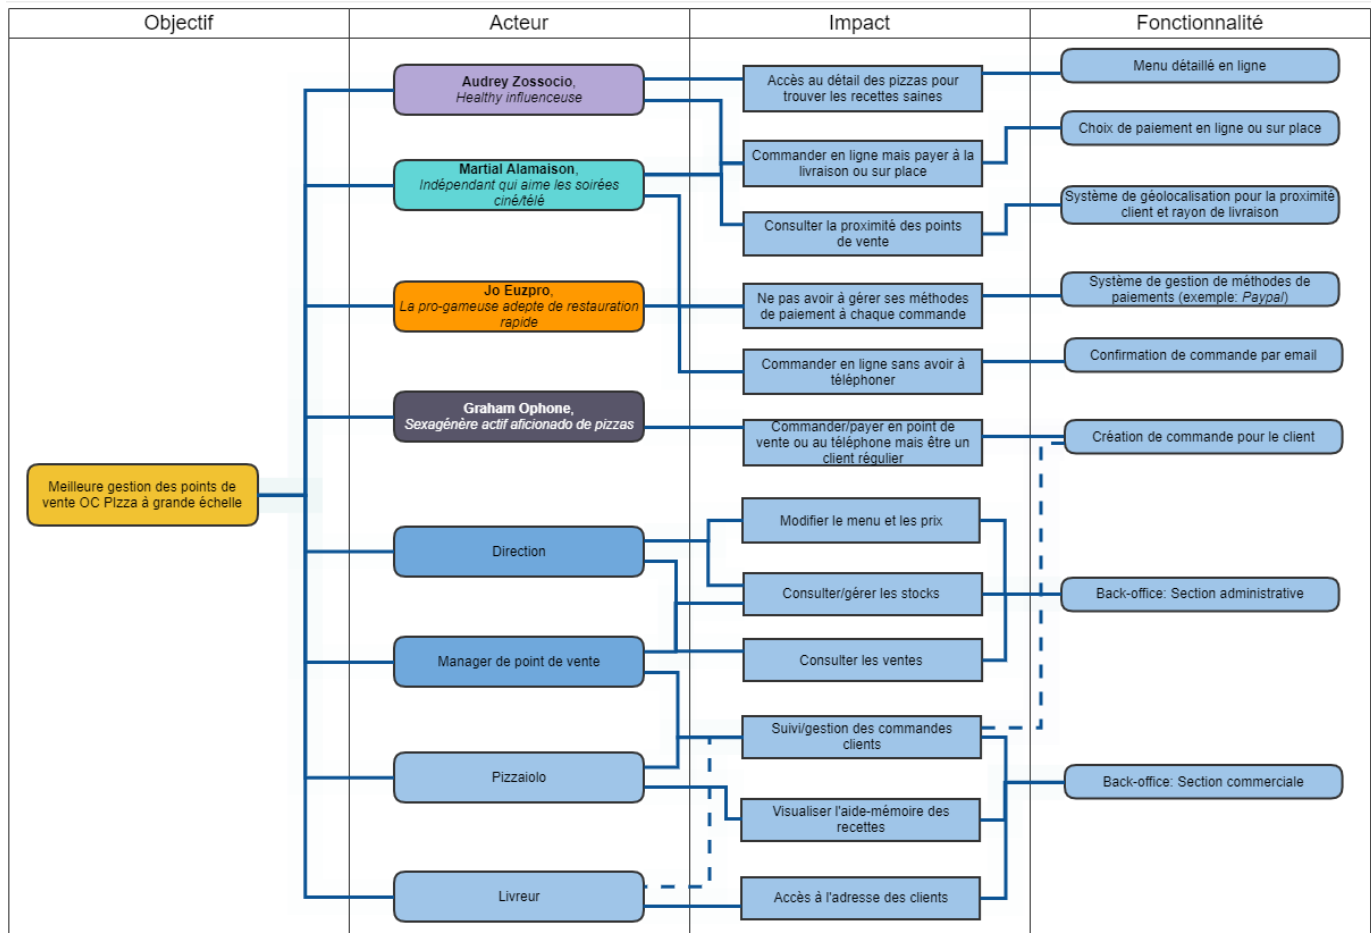 Objectif
Acteur
Impact
Fonctionnalité
Audrey Zossocio,
Healthy influenceuse
Accès au détail des pizzas pour
trouver les recettes saines
Menu détaillé en ligne
Choix de paiement en ligne ou sur place
Martial Alamaison,
Indépendant qui aime les soirées
ciné/télé
Commander en ligne mais payer à la
livraison ou sur place
Système de géolocalisation pour la proximité
client et rayon de livraison
Consulter la proximité des points
de vente
Jo Euzpro,
La pro-gameuse adepte de restauration
rapide
Ne pas avoir à gérer ses méthodes
de paiement à chaque commande
Système de gestion de méthodes de
paiements (exemple: Paypal)
Commander en ligne sans avoir à
téléphoner
Confirmation de commande par email
Graham Ophone,
Sexagénère actif aficionado de pizzas
Commander/payer en point de
vente ou au téléphone mais être un
client régulier
Création de commande pour le client
Meilleure gestion des points de
vente OC PIzza à grande échelle
Modifier le menu et les prix
Direction
Consulter/gérer les stocks
Back-office: Section administrative
Manager de point de vente
Consulter les ventes
Suivi/gestion des commandes
clients
Pizzaiolo
Back-office: Section commerciale
Visualiser l'aide-mémoire des
recettes
Livreur
Accès à l'adresse des clients